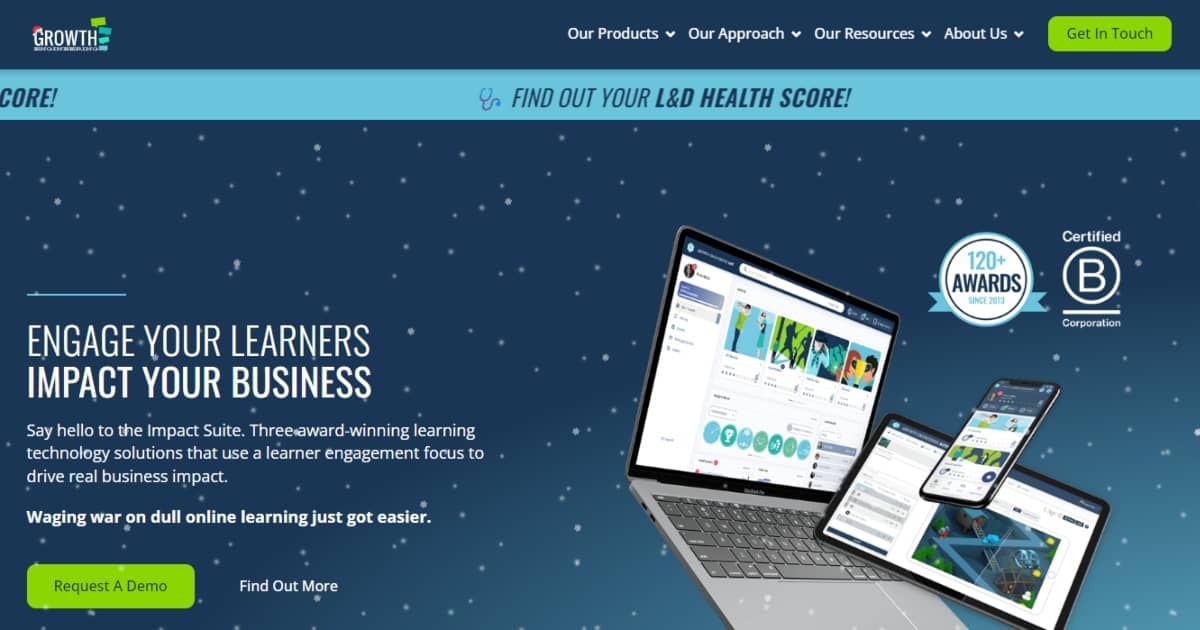 GROWTH
ENGINEERING
Our Products
Our Approach
Our Resources
About Us
Get In Touch
CORE!
FIND OUT YOUR L&D HEALTH SCORE!
120+
AWARDS
SINCE 2013
Certified
B
Corporation
ENGAGE YOUR LEARNERS
IMPACT YOUR BUSINESS
Say hello to the Impact Suite. Three award-winning learning
technology solutions that use a learner engagement focus to
drive real business impact.
Waging war on dull online learning just got easier.
Request A Demo
Find Out More